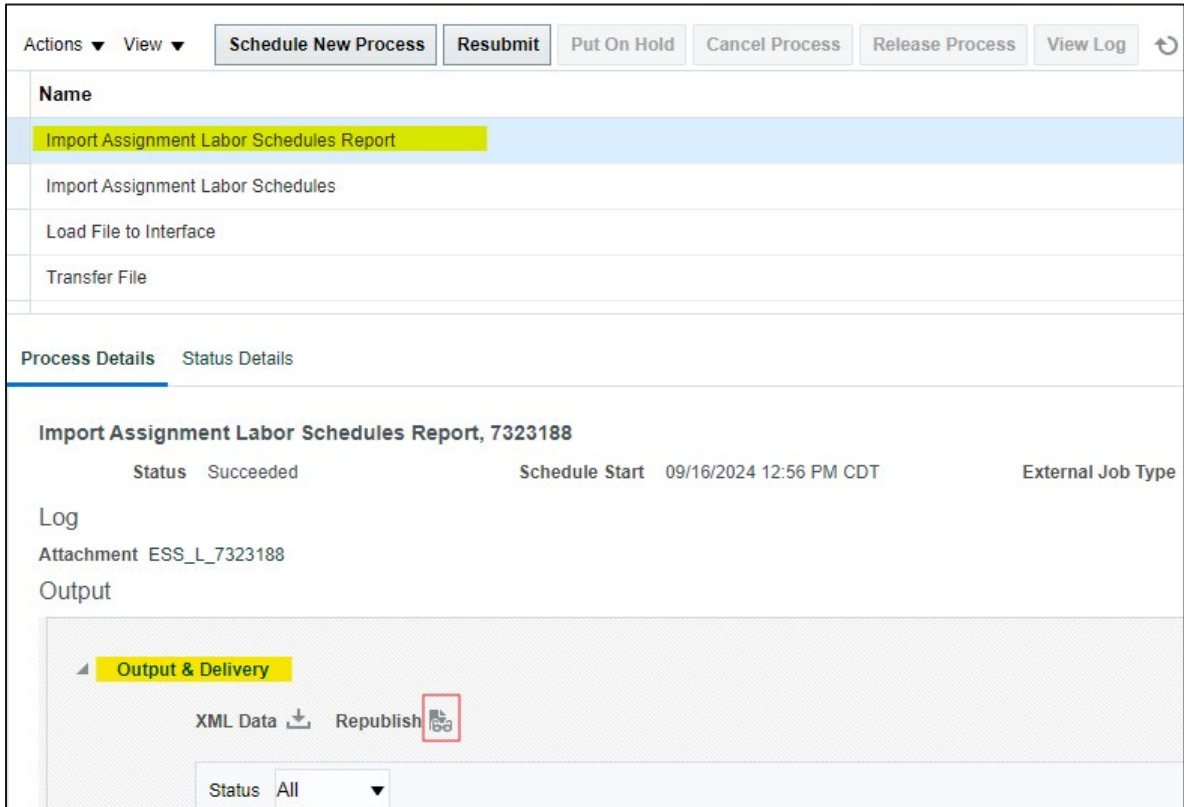 Actions View Schedule New Process Resubmit Put On Hold Cancel Process Release Process View Log
Name
Import Assignment Labor Schedules Report
Import Assignment Labor Schedules
Load File to Interface
Transfer File
Process Details Status Details
Import Assignment Labor Schedules Report, 7323188
Status Succeeded Schedule Start 09/16/2024 12:56 PM CDT External Job Type
Log
Attachment ESS_L_7323188
Output
Output & Delivery
XML Data Republish
Status All